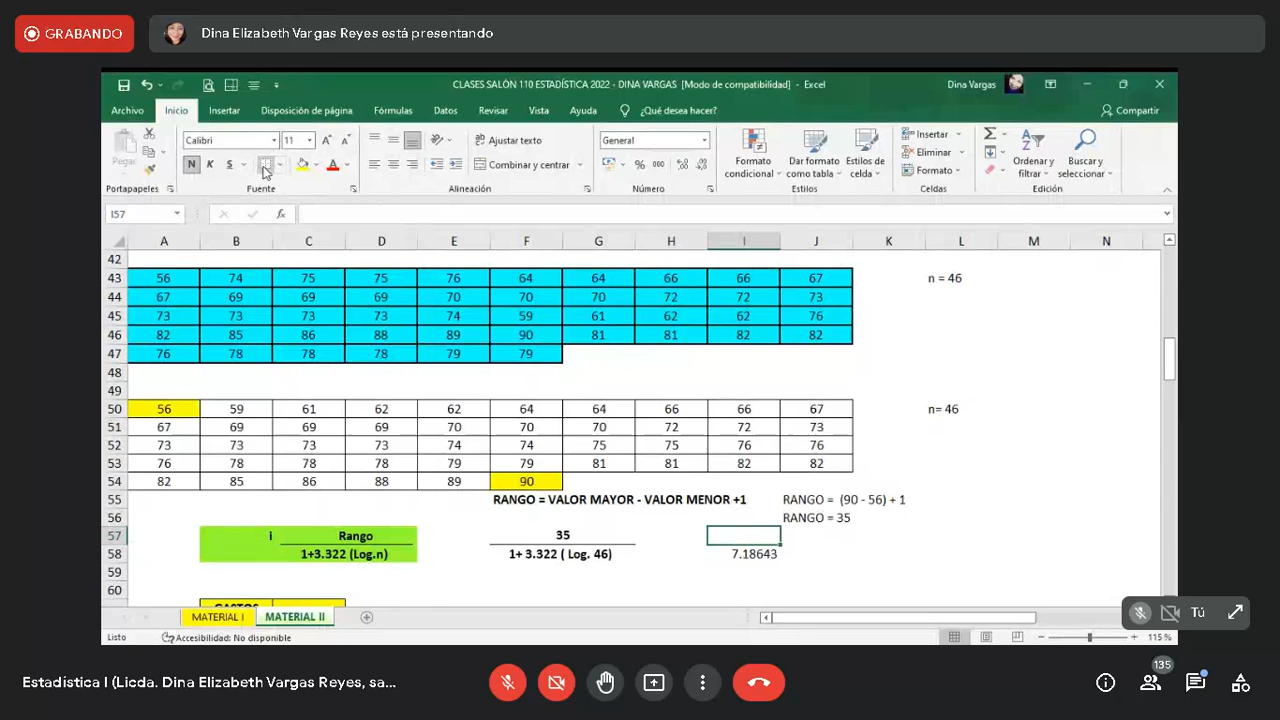 GRABANDO
Dina Elizabeth Vargas Reyes está presentando
CLASES SALÓN 110 ESTADÍSTICA 2022 - DINA VARGAS [Modo de compatibilidad] - Excel
Dina Vargas
Archivo Inicio Insertar Disposición de página Fórmulas Datos Revisar Vista Ayuda ¿Qué desea hacer? Compartir
Pegar Calibri 11 Ajustar texto General Formato condicional Dar formato como tabla Estilos de celda Insertar Ordenar y filtrar Buscar y seleccionar
N K S Combinar y centrar % 000 Eliminar
Formato
Portapapeles Fuente Alineación Número Estilos Celdas Edición
I57 fx
A B C D E F G H I J K L M N
42
43 56 74 75 75 76 64 64 66 66 67 n = 46
44 67 69 69 69 70 70 70 72 72 73
45 73 73 73 73 74 59 61 62 62 76
46 82 85 86 88 89 90 81 81 82 82
47 76 78 78 78 79 79
48
49
50 56 59 61 62 62 64 64 66 66 67 n= 46
51 67 69 69 69 70 70 70 72 72 73
52 73 73 73 73 74 74 75 75 76 76
53 76 78 78 78 79 79 81 81 82 82
54 82 85 86 88 89 90
55 RANGO = VALOR MAYOR - VALOR MENOR +1 RANGO = (90 - 56) + 1
56 RANGO = 35
57 i Rango 35
58 1+3.322 (Log.n) 1+ 3.322 ( Log. 46) 7.18643
59
60
GASTOS
MATERIAL I MATERIAL II
Listo Accesibilidad: No disponible 115 %
Tú
Estadística I (Licda. Dina Elizabeth Vargas Reyes, sa...
135